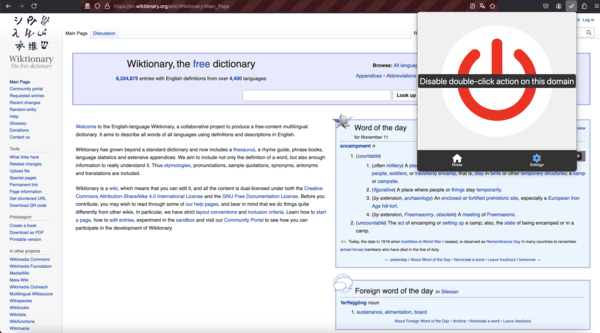 https://en.wiktionary.org/wiki/Wiktionary:Main_Page
Log in
Main Page Discussion
Wiktionary
The free dictionary
Main Page
Community portal
Requested entries
Recent changes
Random entry
Help
Glossary
Donations
Contact us
Tools
What links here
Related changes
Upload file
Special pages
Permanent link
Page information
Get shortened URL
Download QR code
Print/export
Create a book
Download as PDF
Printable version
In other projects
Wikimedia Commons
Wikimedia Foundation
MediaWiki
Meta-Wiki
Wikimedia Outreach
Multilingual Wikisource
Wikispecies
Wikibooks
Wikidata
Wikifunctions
Wikimania
Wiktionary, the free dictionary
8,224,875 entries with English definitions from over 4,400 languages
Browse: All languag
Appendices • Abbreviations
Look up
Welcome to the English-language Wiktionary, a collaborative project to produce a free-content multilingual
dictionary. It aims to describe all words of all languages using definitions and descriptions in English.
Wiktionary has grown beyond a standard dictionary and now includes a thesaurus, a rhyme guide, phrase books,
language statistics and extensive appendices. We aim to include not only the definition of a word, but also enough
information to really understand it. Thus etymologies, pronunciations, sample quotations, synonyms, antonyms
and translations are included.
Wiktionary is a wiki, which means that you can edit it, and all the content is dual-licensed under both the Creative
Commons Attribution-ShareAlike 4.0 International License and the GNU Free Documentation License. Before
you contribute, you may wish to read through some of our help pages, and bear in mind that we do things quite
differently from other wikis. In particular, we have strict layout conventions and inclusion criteria. Learn how to start
a page, how to edit entries, experiment in the sandbox and visit our Community Portal to see how you can
participate in the development of Wiktionary.
Disable double-click action on this domain
Home Settings
Word of the day
for November 11
encampment n
1. (countable)
1. (often military) A plac
people, soldiers, or travellers) encamp, that is, stay in tents or other temporary structures; a camp
or campsite.
2. (figurative) A place where people or things stay temporarily.
3. (by extension, archaeology) An enclosed or fortified prehistoric site, especially a European Iron
Age hill-fort.
4. (by extension, Freemasonry, obsolete) A meeting of Freemasons.
2. (uncountable) The act of encamping or setting up a camp; also, the state of being encamped or in a
camp.
Today, the date in 1918 when hostilities in World War I ceased, is observed as Remembrance Day in many countries to remember
armed forces members who have died in the line of duty.
← yesterday | About Word of the Day • Nominate a word • Leave feedback | tomorrow →
Foreign word of the day in Silesian
ferflejgōng noun
1. sustenance, alimentation, board
About Foreign Word of the Day • Archive • Nominate a word • Leave feedback